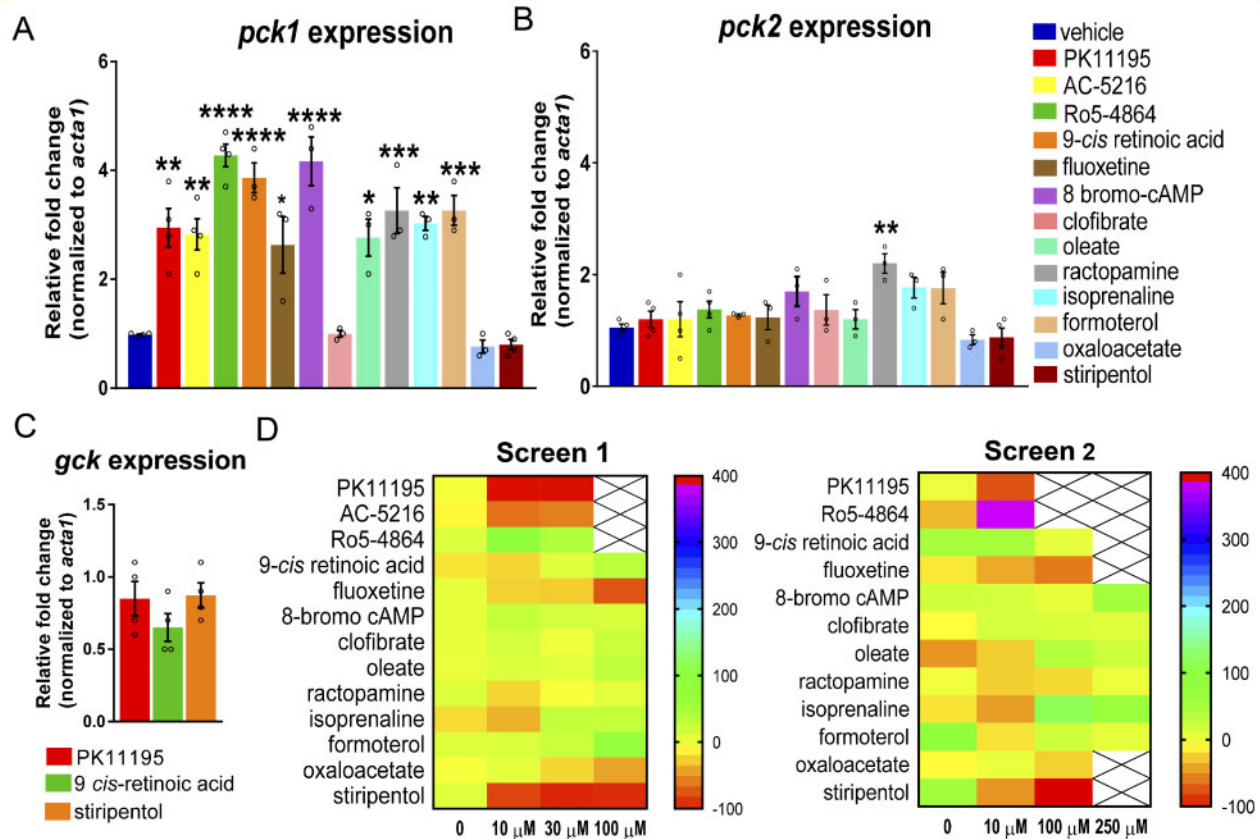 A
pck1 expression
Relative fold change
(normalized to acta1)
6
4
2
0
**
**
****
****
*
****
*
***
**
***
B
pck2 expression
Relative fold change
(normalized to acta1)
6
4
2
0
**
vehicle
PK11195
AC-5216
Ro5-4864
9-cis retinoic acid
fluoxetine
8 bromo-cAMP
clofibrate
oleate
ractopamine
isoprenaline
formoterol
oxaloacetate
stiripentol
C
gck expression
Relative fold change
(normalized to acta1)
1.5
1.0
0.5
0.0
PK11195
9 cis-retinoic acid
stiripentol
D
Screen 1
PK11195
AC-5216
Ro5-4864
9-cis retinoic acid
fluoxetine
8-bromo cAMP
clofibrate
oleate
ractopamine
isoprenaline
formoterol
oxaloacetate
stiripentol
0 10 μM 30 μM 100 μM
400
300
200
100
0
-100
Screen 2
PK11195
Ro5-4864
9-cis retinoic acid
fluoxetine
8-bromo cAMP
clofibrate
oleate
ractopamine
isoprenaline
formoterol
oxaloacetate
stiripentol
0 10 μM 100 μM 250 μM
400
300
200
100
0
-100